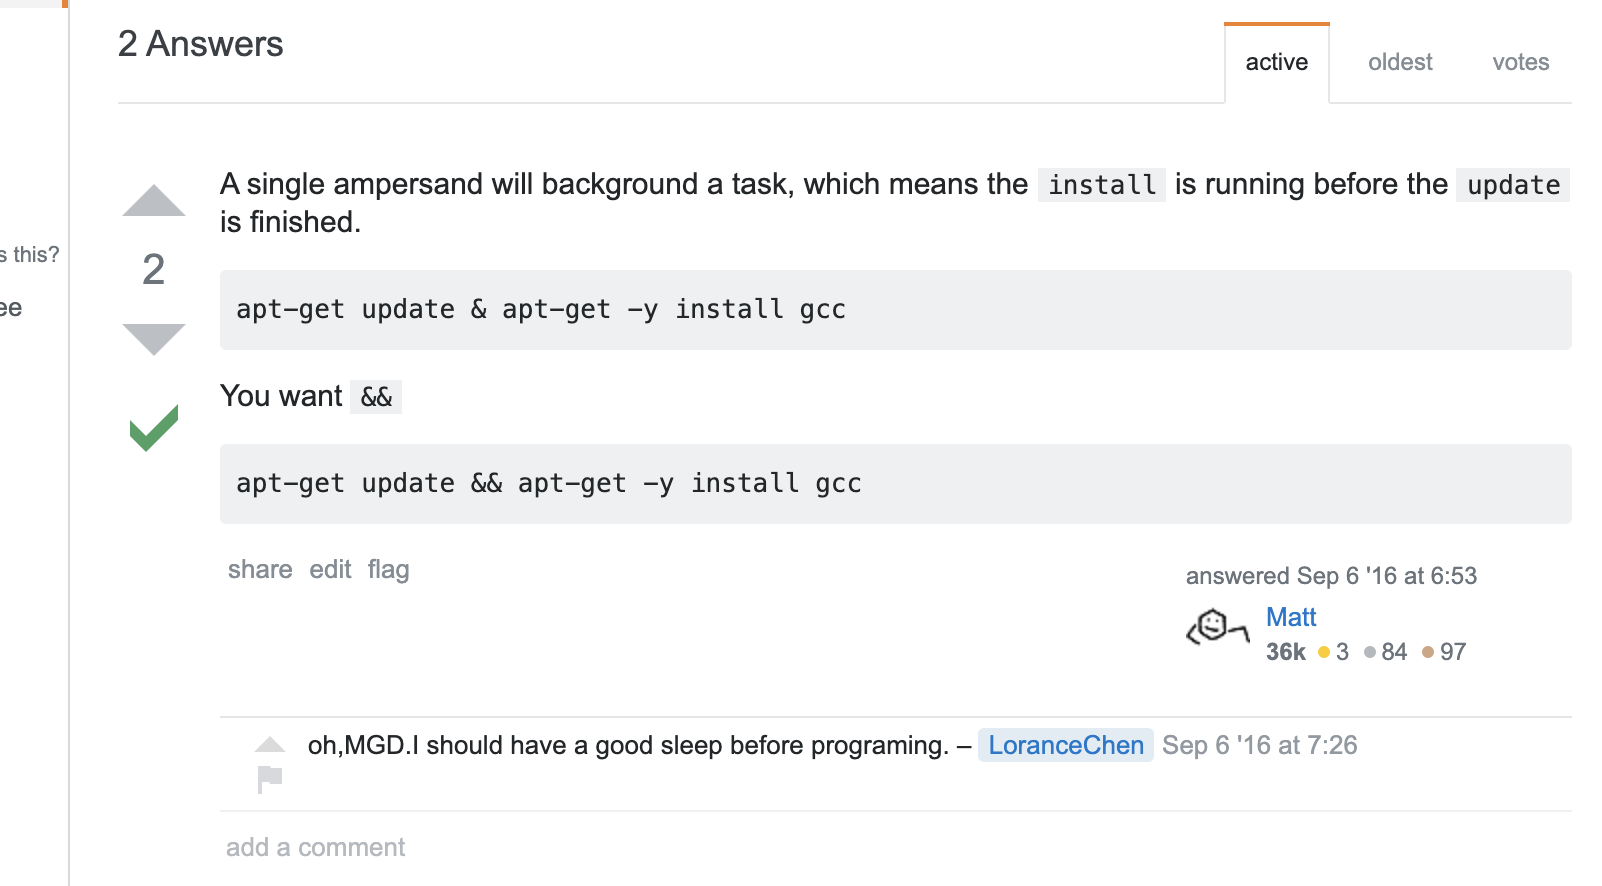 2 Answers
active oldest votes
A single ampersand will background a task, which means the install is running before the update
is finished.
s this?
2
ee
apt-get update & apt-get -y install gcc
You want &&
apt-get update && apt-get -y install gcc
share edit flag
answered Sep 6 '16 at 6:53
Matt
36k 3 84 97
oh,MGD.I should have a good sleep before programing. – LoranceChen Sep 6 '16 at 7:26
add a comment